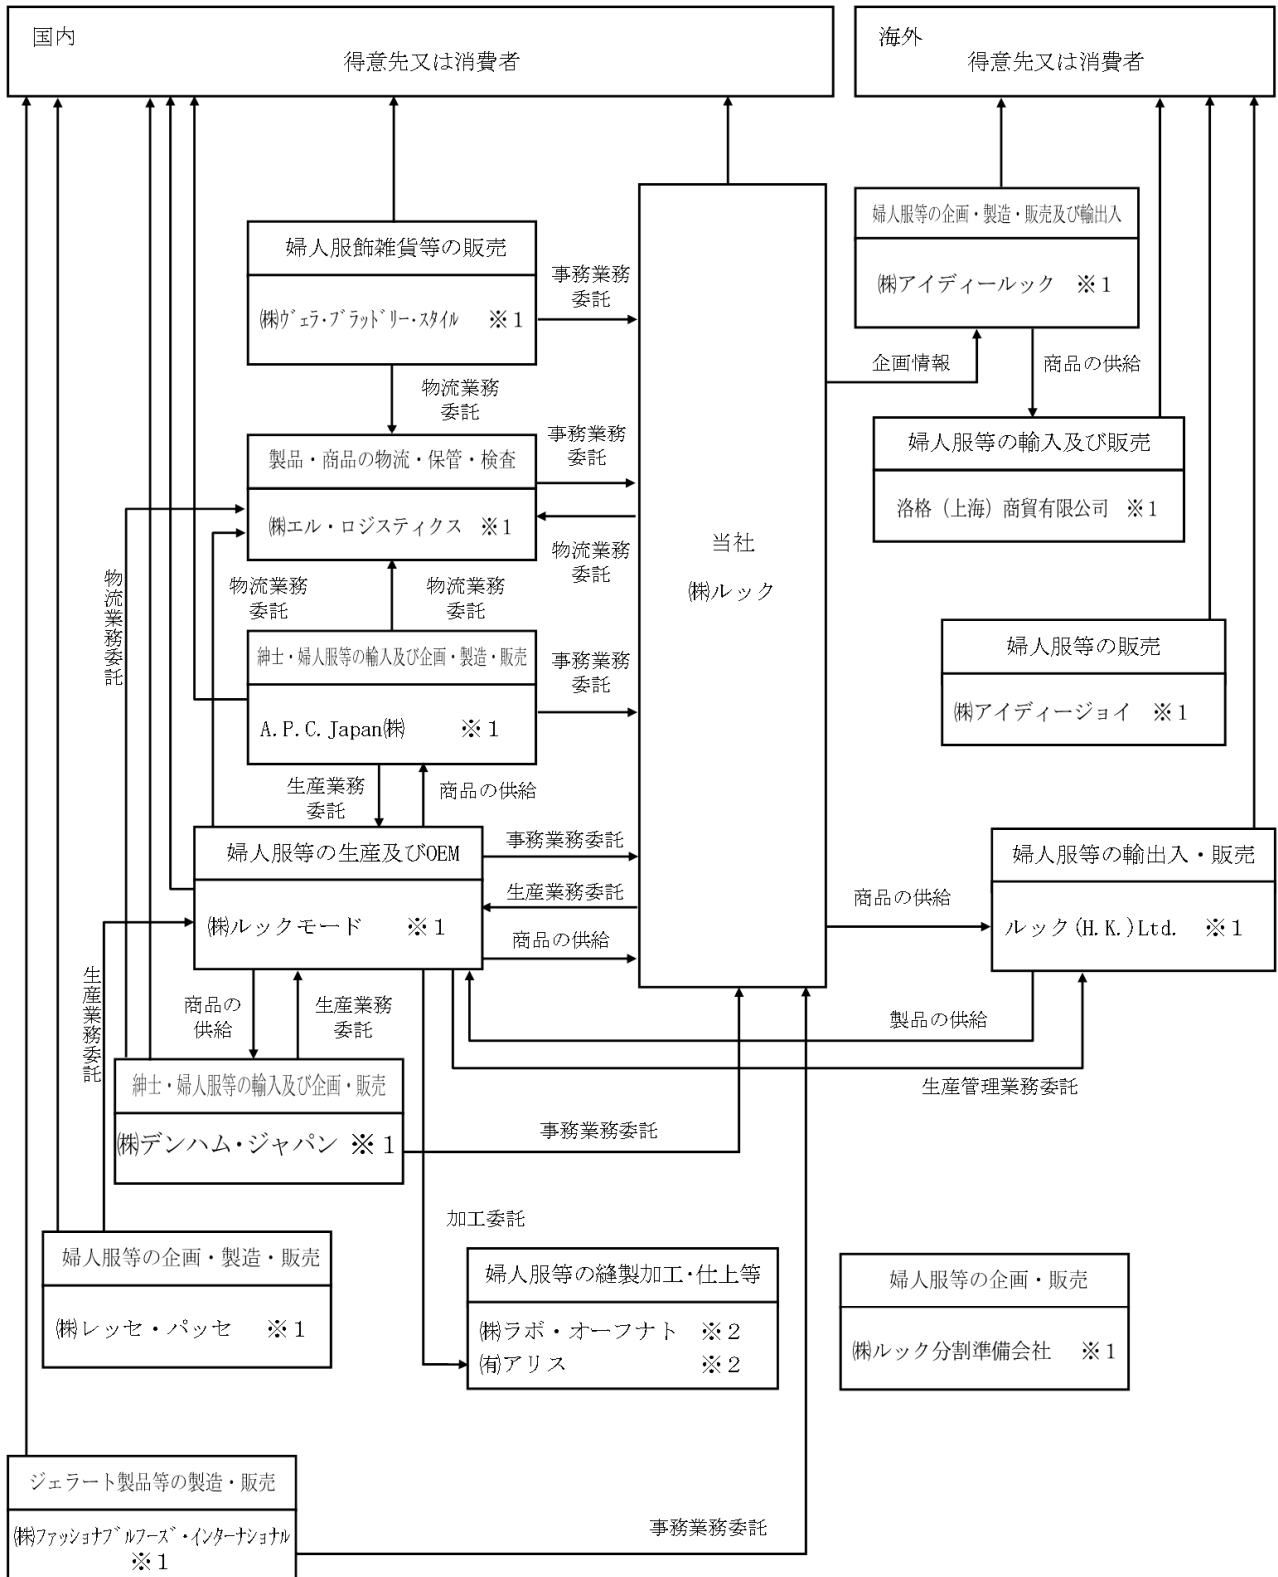 国内
得意先又は消費者
海外
得意先又は消費者
婦人服飾雑貨等の販売
㈱ヴェラ・ブラッドリー・スタイル ※1
事務業務
委託
物流業務
委託
婦人服等の企画・製造・販売及び輸出入
㈱アイディールック ※1
企画情報
商品の供給
製品・商品の物流・保管・検査
㈱エル・ロジスティクス ※1
事務業務
委託
物流業務
委託
当社
㈱ルック
婦人服等の輸入及び販売
洛格（上海）商貿有限公司 ※1
物流業務委託
物流業務
委託
物流業務
委託
紳士・婦人服等の輸入及び企画・製造・販売
A.P.C.Japan㈱ ※1
事務業務
委託
婦人服等の販売
㈱アイディージョイ ※1
生産業務
委託
商品の供給
婦人服等の生産及びOEM
㈱ルックモード ※1
事務業務委託
生産業務委託
商品の供給
商品の供給
婦人服等の輸出入・販売
ルック(H.K.)Ltd. ※1
生産業務委託
商品の
供給
生産業務
委託
製品の供給
生産管理業務委託
紳士・婦人服等の輸入及び企画・販売
㈱デンハム・ジャパン ※1
事務業務委託
加工委託
婦人服等の企画・製造・販売
㈱レッセ・パッセ ※1
婦人服等の縫製加工・仕上等
㈱ラボ・オーフナト ※2
㈲アリス ※2
婦人服等の企画・販売
㈱ルック分割準備会社 ※1
ジェラート製品等の製造・販売
㈱ファッショナブルフーズ・インターナショナル
※1
事務業務委託